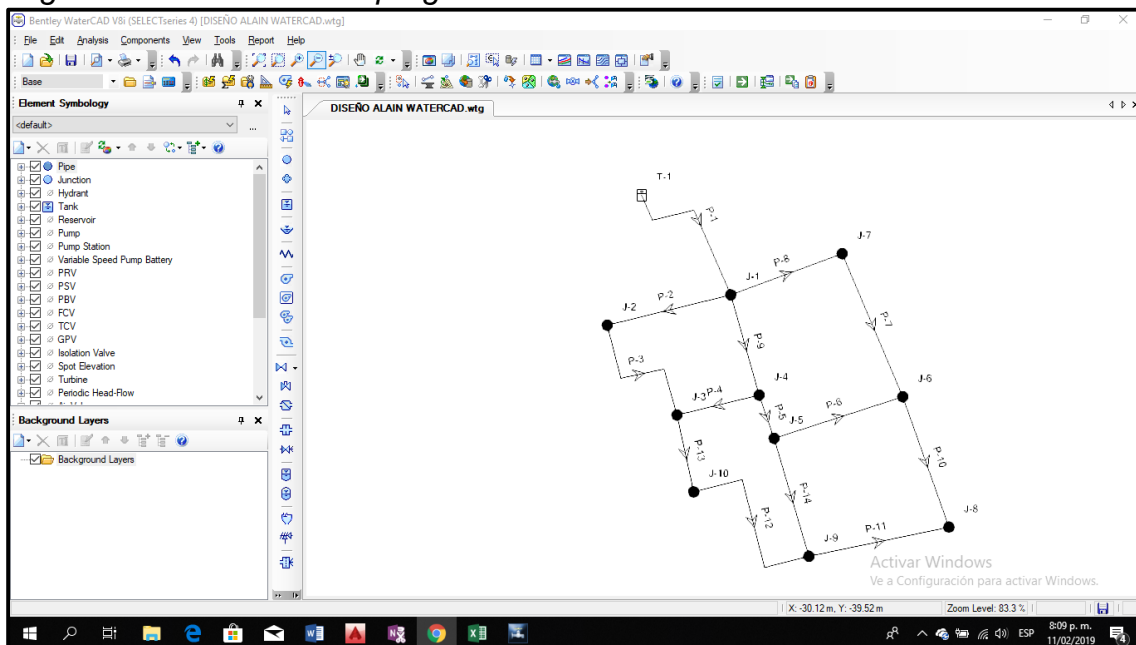 Bentley WaterCAD V8i (SELECTseries 4) [DISEÑO ALAIN WATERCAD.wtg]
File Edit Analysis Components View Tools Report Help
Base
Element Symbology
<default>
Pipe
Junction
Hydrant
Tank
Reservoir
Pump
Pump Station
Variable Speed Pump Battery
PRV
PSV
PBV
FCV
TCV
GPV
Isolation Valve
Spot Elevation
Turbine
Periodic Head-Flow
Background Layers
Background Layers
DISEÑO ALAIN WATERCAD.wtg
T-1
P-1
J-7
P-8
J-1
P-2
J-2
P-7
P-9
P-3
J-4
J-6
P-4
J-3
P-5
P-6
J-5
P-13
P-10
J-10
P-14
P-12
J-8
P-11
J-9
Activar Windows
Ve a Configuración para activar Windows.
X: -30.12 m, Y: -39.52 m
Zoom Level: 83.3 %
ESP
8:09 p. m.
11/02/2019